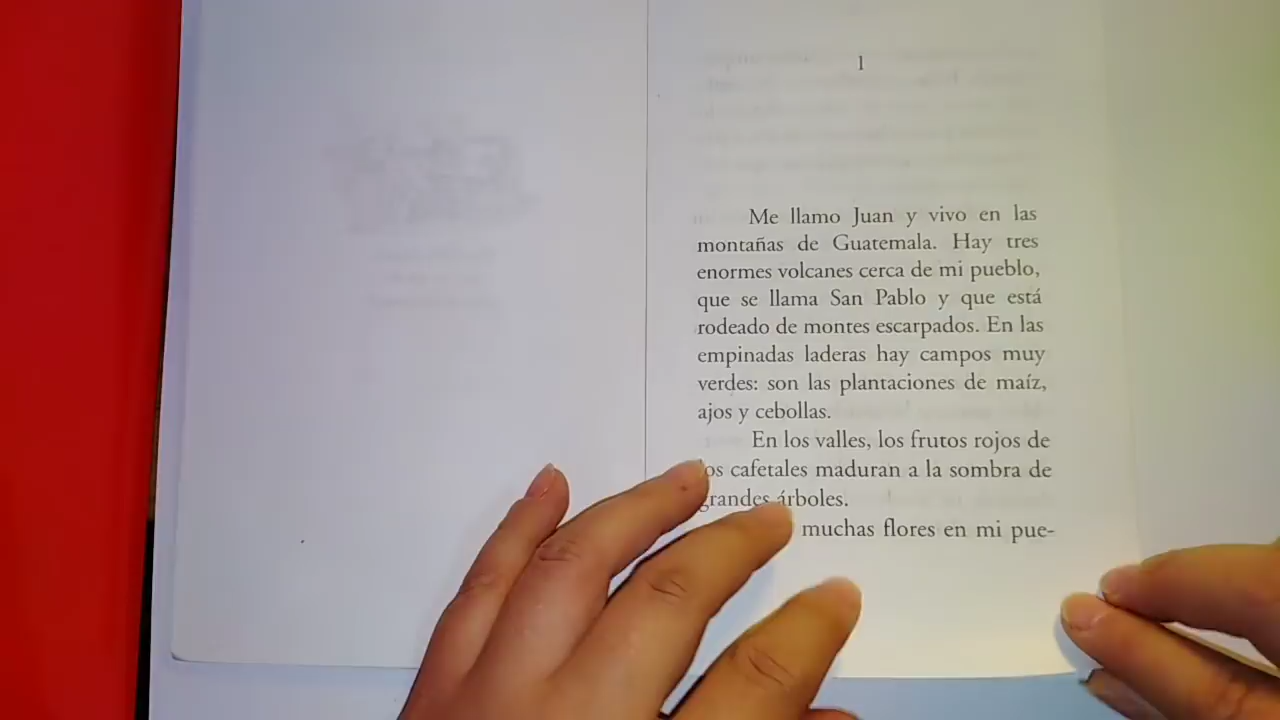 1
Me llamo Juan y vivo en las
montañas de Guatemala. Hay tres
enormes volcanes cerca de mi pueblo,
que se llama San Pablo y que está
rodeado de montes escarpados. En las
empinadas laderas hay campos muy
verdes: son las plantaciones de maíz,
ajos y cebollas.
En los valles, los frutos rojos de
los cafetales maduran a la sombra de
grandes árboles.
muchas flores en mi pue-